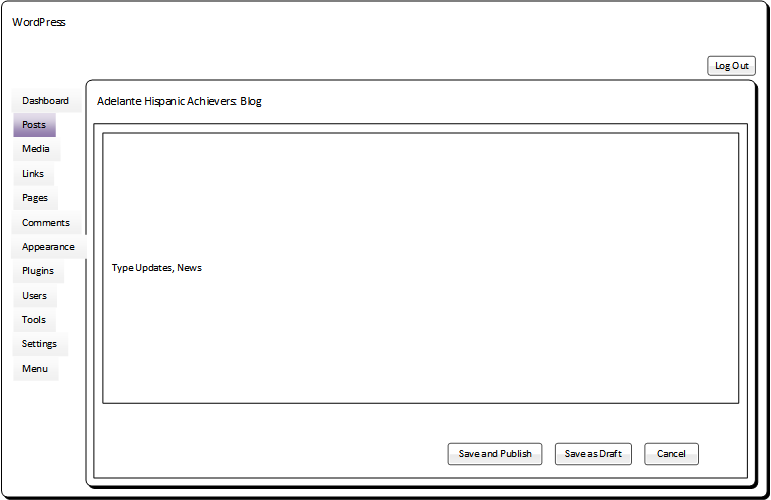 WordPress
Log Out
Adelante Hispanic Achievers: Blog
Dashboard
Posts
Media
Links
Pages
Comments
Appearance
Plugins
Users
Tools
Settings
Menu
Type Updates, News
Save and Publish
Save as Draft
Cancel